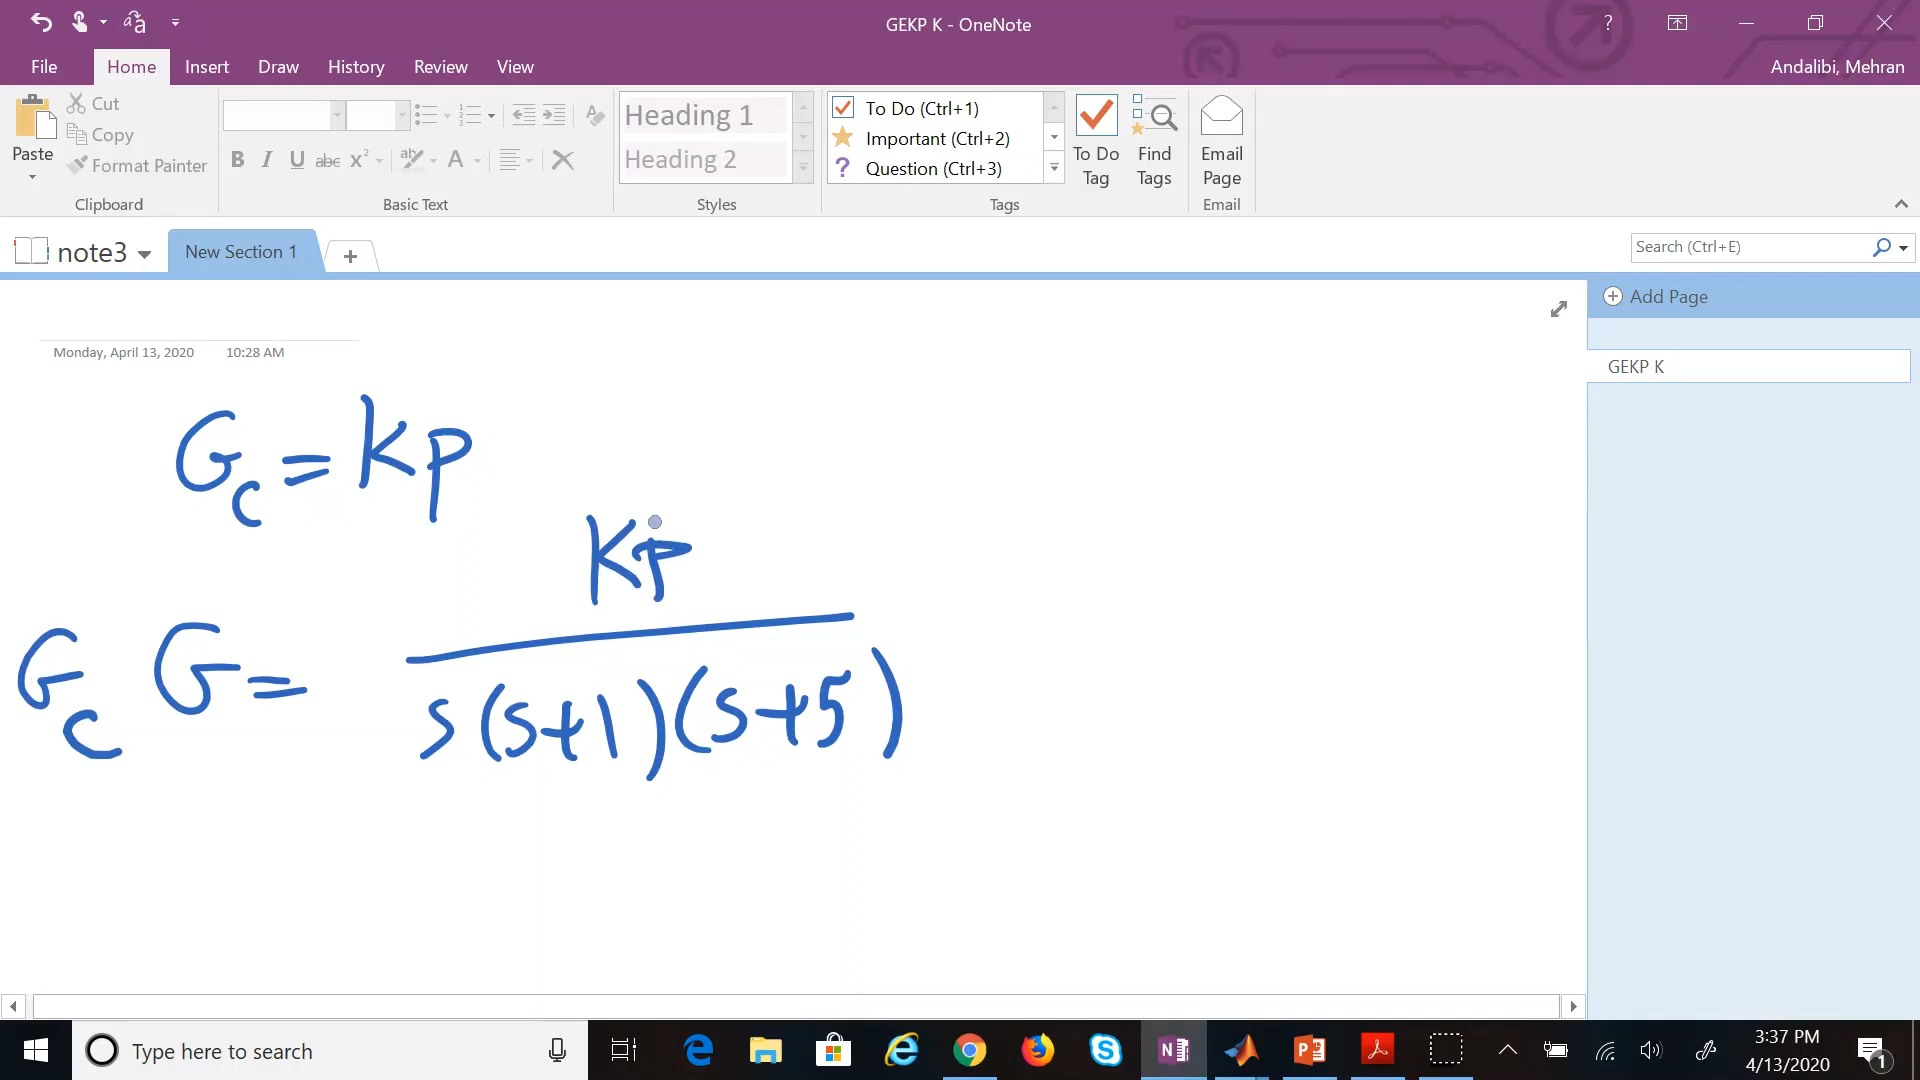 GEKP K - OneNote
?
File Home Insert Draw History Review View
Andalibi, Mehran
Paste
Cut
Copy
Format Painter
Clipboard
B I U abc x² A
Basic Text
Heading 1
Heading 2
Styles
To Do (Ctrl+1)
Important (Ctrl+2)
? Question (Ctrl+3)
To Do Tag
Find Tags
Tags
Email Page
Email
note3
New Section 1
+
Search (Ctrl+E)
Add Page
GEKP K
Monday, April 13, 2020 10:28 AM
Gc = Kp
Kp
Gc G =
s(s+1)(s+5)
Type here to search
3:37 PM
4/13/2020
1